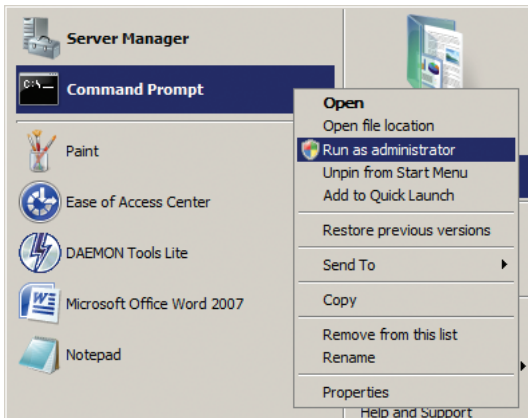 Server Manager
C:\
Command Prompt
Paint
Ease of Access Center
DAEMON Tools Lite
Microsoft Office Word 2007
Notepad
Open
Open file location
Run as administrator
Unpin from Start Menu
Add to Quick Launch
Restore previous versions
Send To
Copy
Remove from this list
Rename
Properties
Help and Support